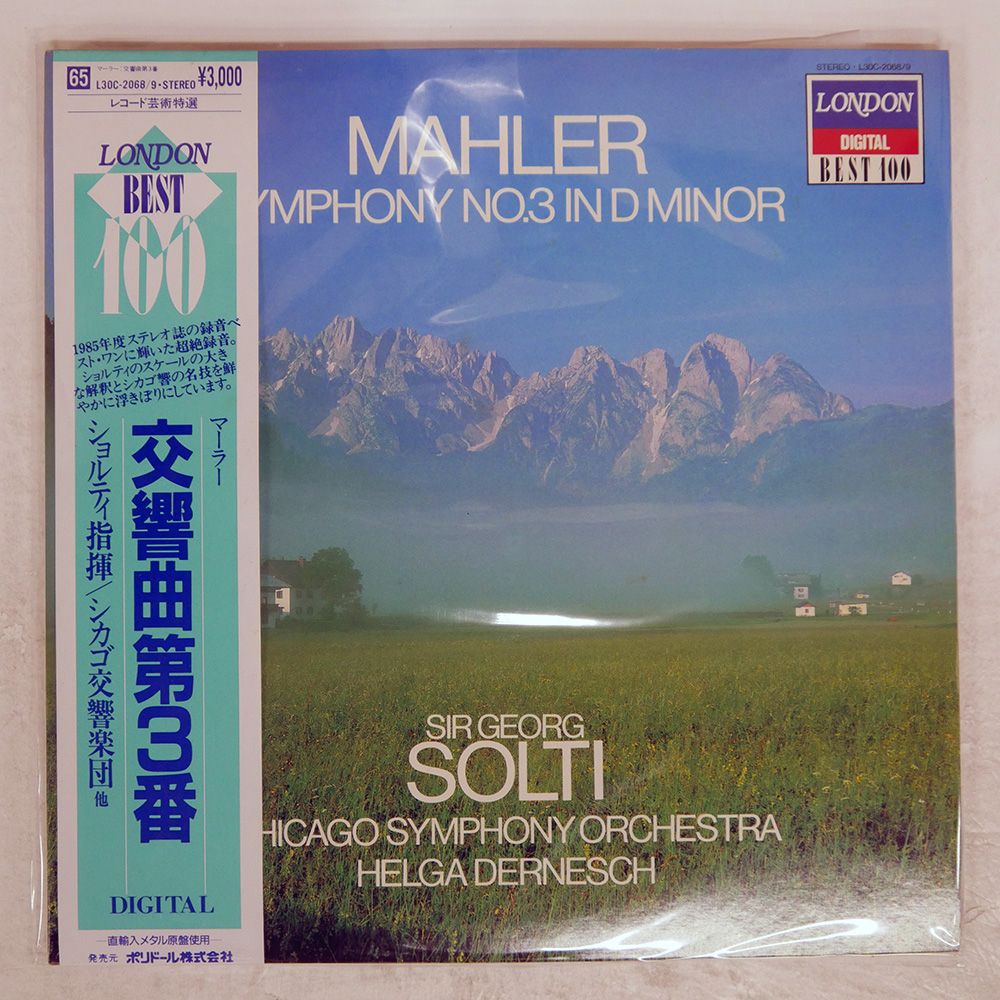 65
マーラー:交響曲第3番
L30C-2068/9・STEREO ¥3,000
レコード芸術特選
LONDON
BEST
100
1985年度ステレオ誌の録音ベ
スト・ワンに輝いた超絶録音。
ショルティのスケールの大き
な解釈とシカゴ響の名技を鮮
やかに浮きぼりにしています。
マーラー
交響曲第3番
ショルティ指揮/シカゴ交響楽団 他
DIGITAL
直輸入メタル原盤使用
発売元 ポリドール株式会社
STEREO・L30C-2068/9
LONDON
DIGITAL
BEST 100
MAHLER
YMPHONY NO.3 IN D MINOR
SIR GEORG
SOLTI
HICAGO SYMPHONY ORCHESTRA
HELGA DERNESCH